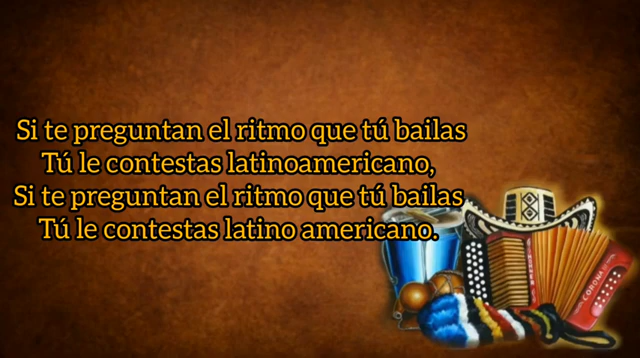 Si te preguntan el ritmo que tú bailas
Tú le contestas latinoamericano,
Si te preguntan el ritmo que tú bailas
Tú le contestas latino americano.
CORONA